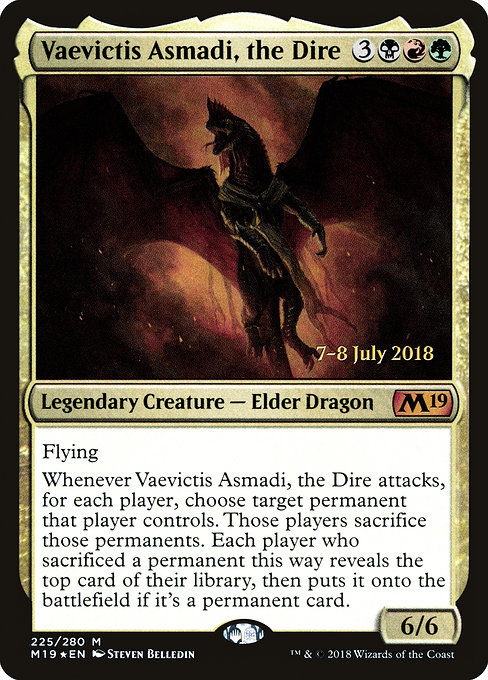 Vaevictis Asmadi, the Dire 3
7–8 July 2018
Legendary Creature — Elder Dragon M19
Flying
Whenever Vaevictis Asmadi, the Dire attacks,
for each player, choose target permanent
that player controls. Those players sacrifice
those permanents. Each player who
sacrificed a permanent this way reveals the
top card of their library, then puts it onto the
battlefield if it's a permanent card.
6/6
225/280 M
M19 ★ EN Steven Belledin
™ & © 2018 Wizards of the Coast